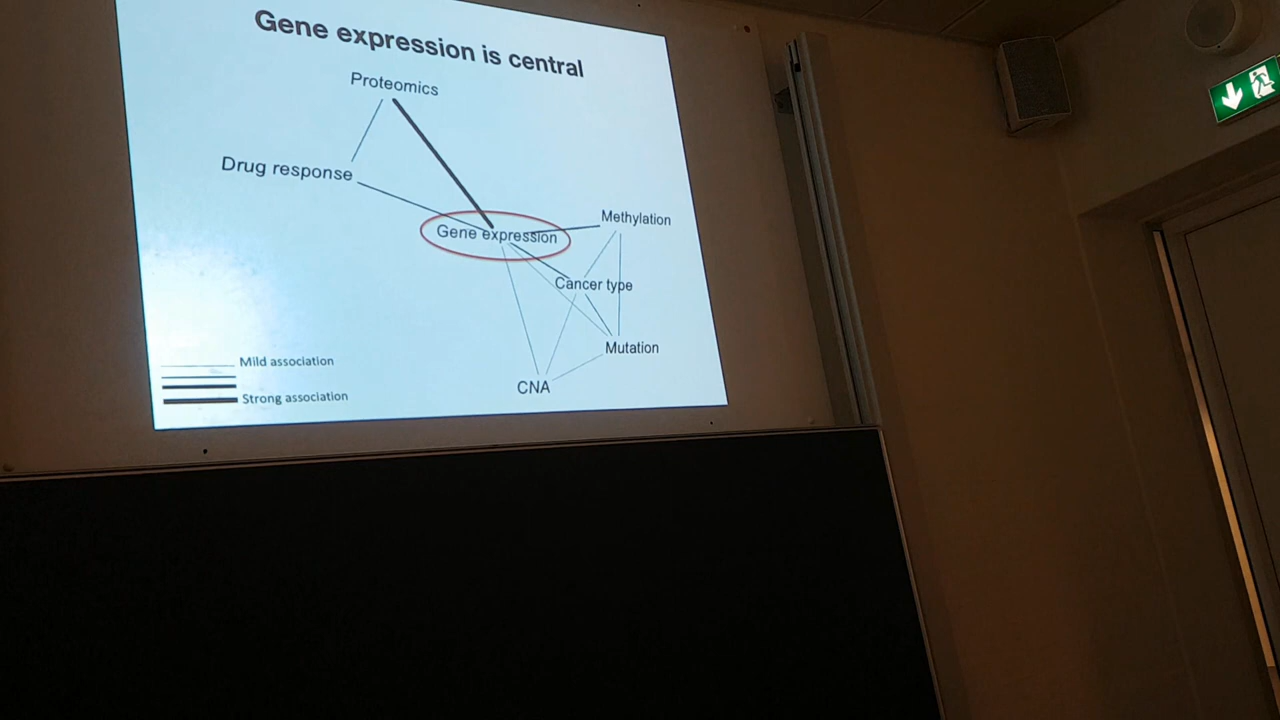 Gene expression is central
Proteomics
Drug response
Methylation
Gene expression
Cancer type
Mutation
CNA
Mild association
Strong association